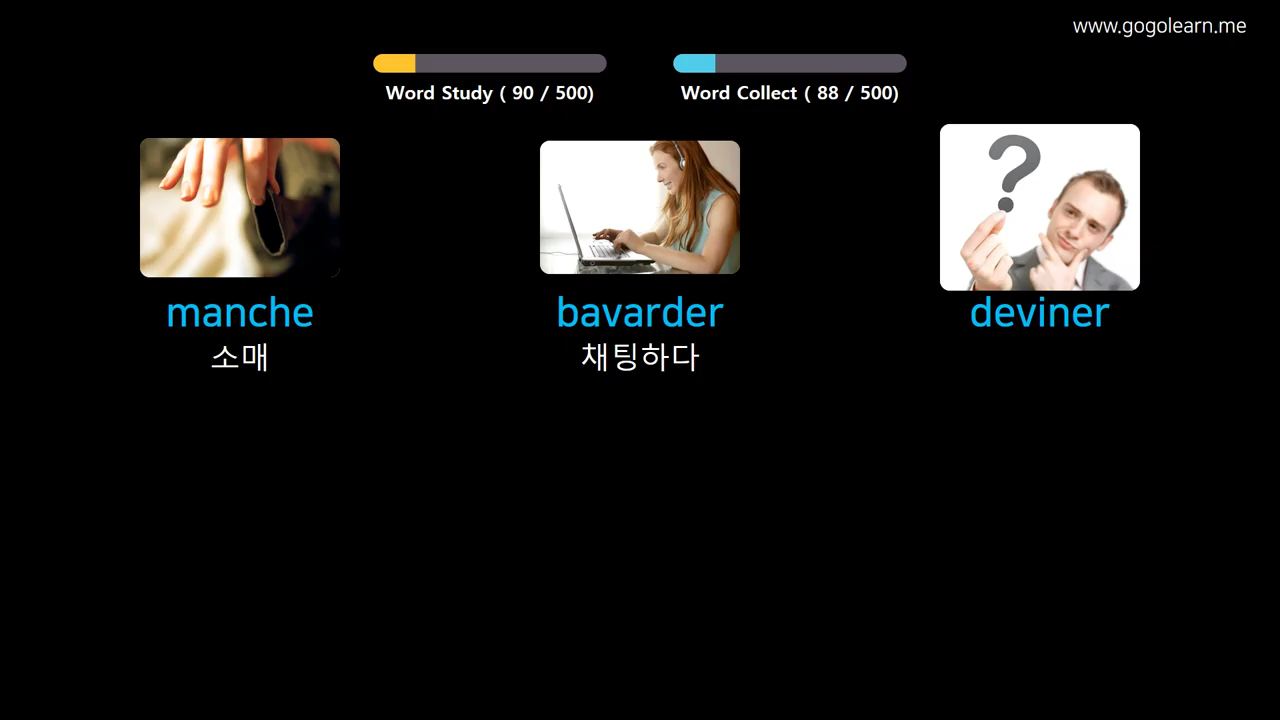 www.gogolearn.me
Word Study ( 90 / 500)
Word Collect ( 88 / 500)
manche
bavarder
deviner
소매
채팅하다